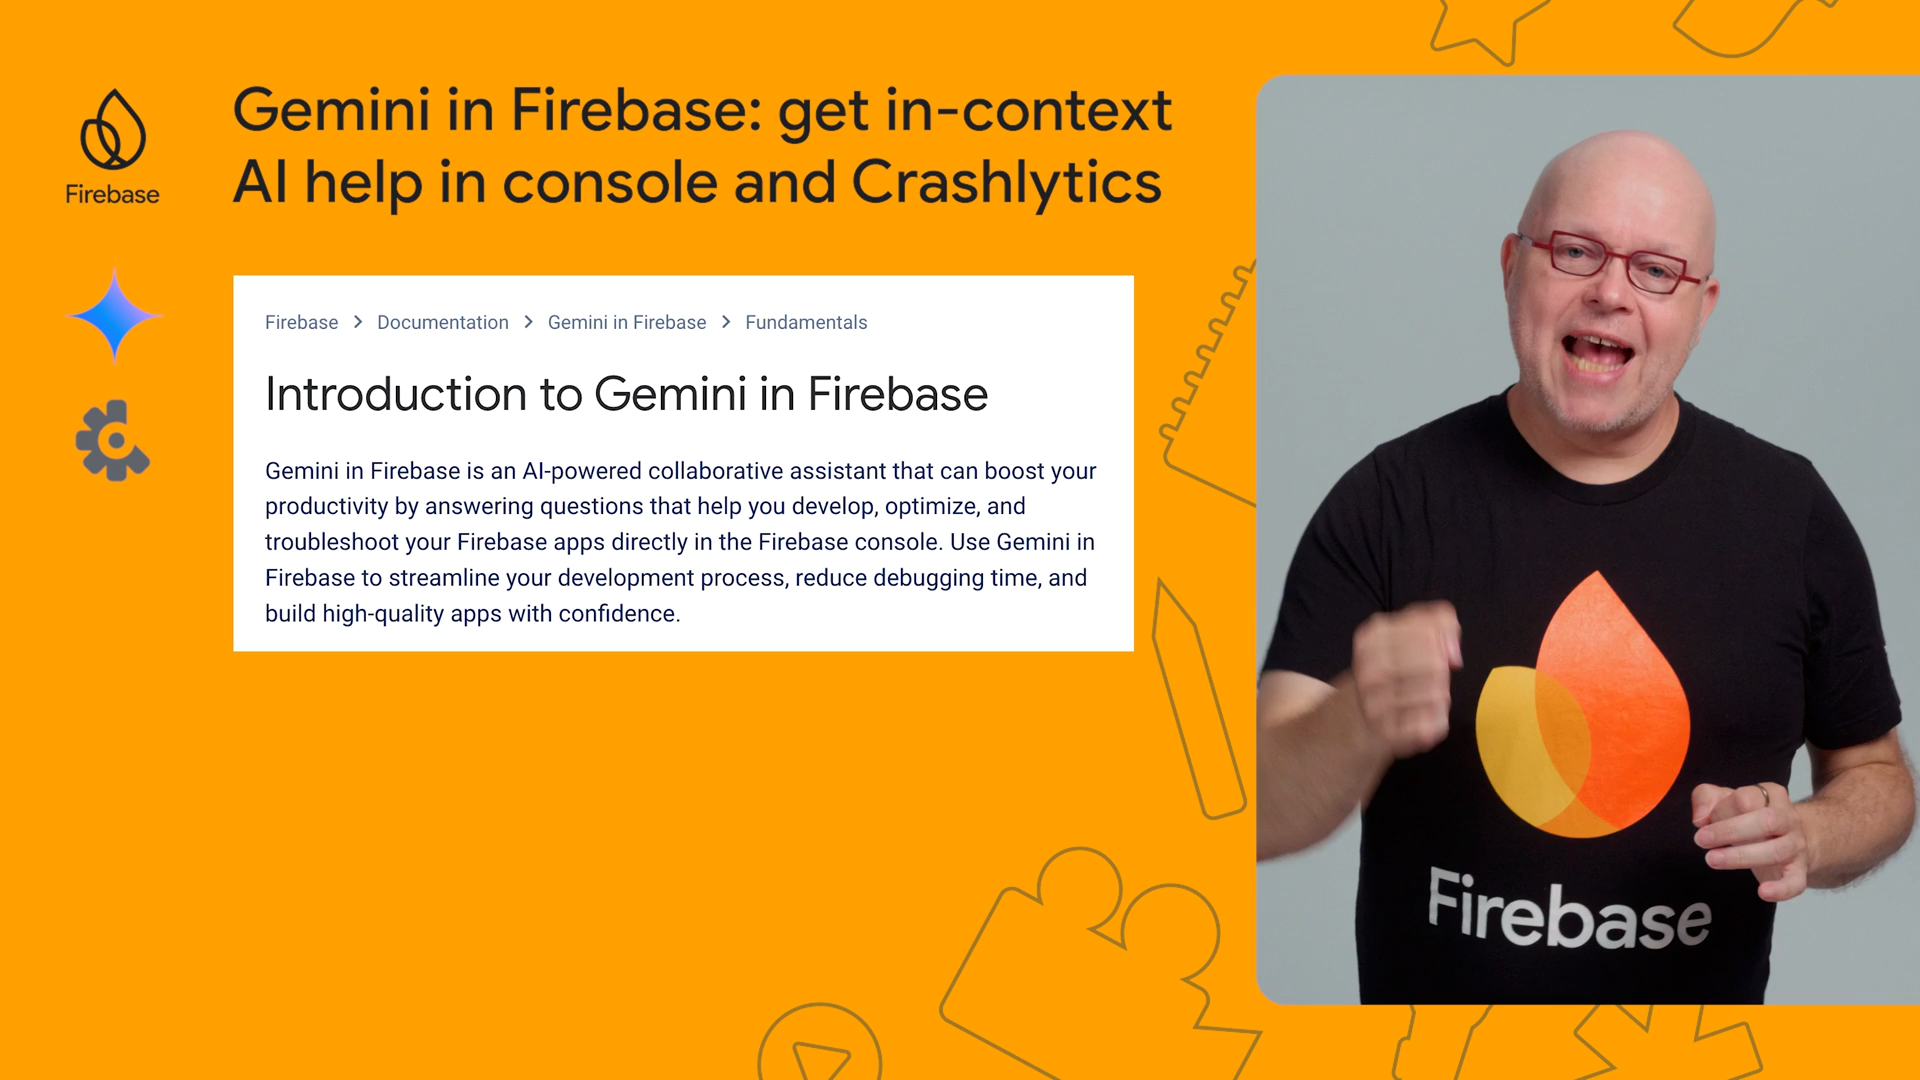 Firebase
Gemini in Firebase: get in-context
AI help in console and Crashlytics
Firebase > Documentation > Gemini in Firebase > Fundamentals
Introduction to Gemini in Firebase
Gemini in Firebase is an AI-powered collaborative assistant that can boost your
productivity by answering questions that help you develop, optimize, and
troubleshoot your Firebase apps directly in the Firebase console. Use Gemini in
Firebase to streamline your development process, reduce debugging time, and
build high-quality apps with confidence.
Firebase